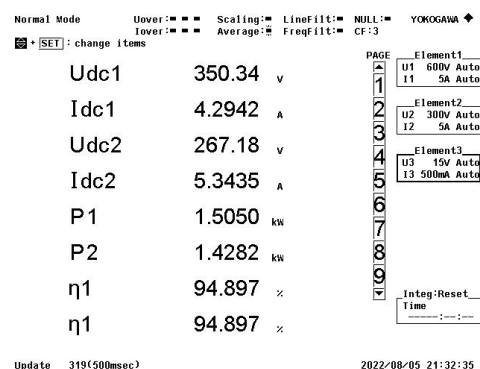 Normal Mode Uover: Scaling: LineFilt: NULL: YOKOGAWA
Iover: Average: FreqFilt: CF:3
+ SET : change items
PAGE
Udc1 350.34 V
Idc1 4.2942 A
Udc2 267.18 V
Idc2 5.3435 A
P1 1.5050 kW
P2 1.4282 kW
η1 94.897 %
η1 94.897 %
1
2
3
4
5
6
7
8
9
Element1
U1 600V Auto
I1 5A Auto
Element2
U2 300V Auto
I2 5A Auto
Element3
U3 15V Auto
I3 500mA Auto
Integ:Reset
Time
-----:--:--
Update 319(500msec) 2022/08/05 21:32:35